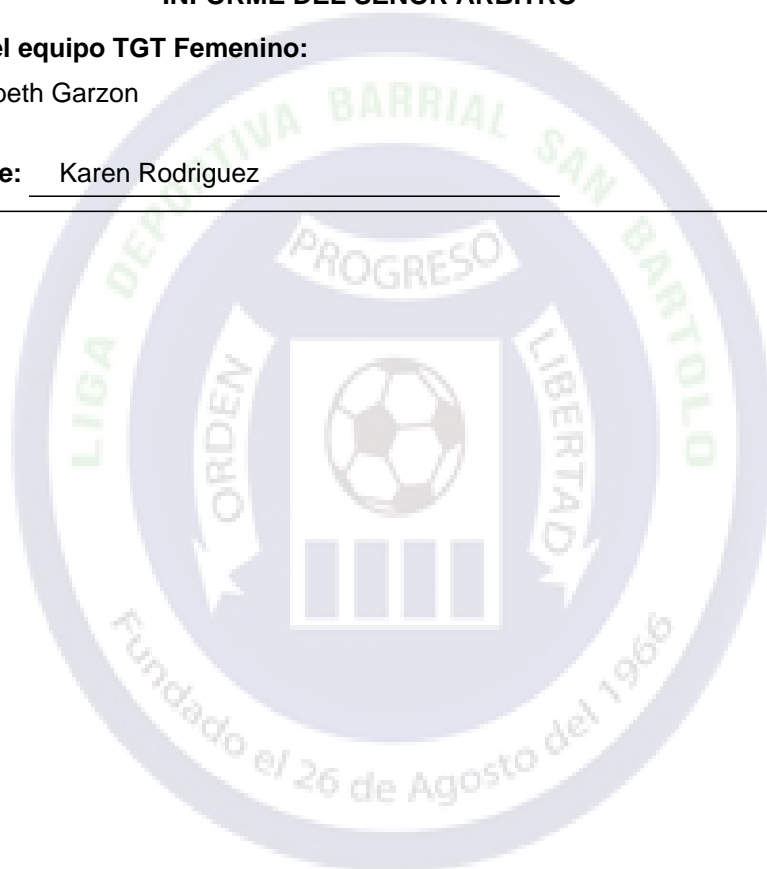 INFORME DEL SEÑOR ARBITRO
el equipo TGT Femenino:
beth Garzon
e: Karen Rodriguez
LIGA DEPORTIVA BARRIAL SAN BARTOLO
PROGRESO
ORDEN
LIBERTAD
Fundado el 26 de Agosto del 1966